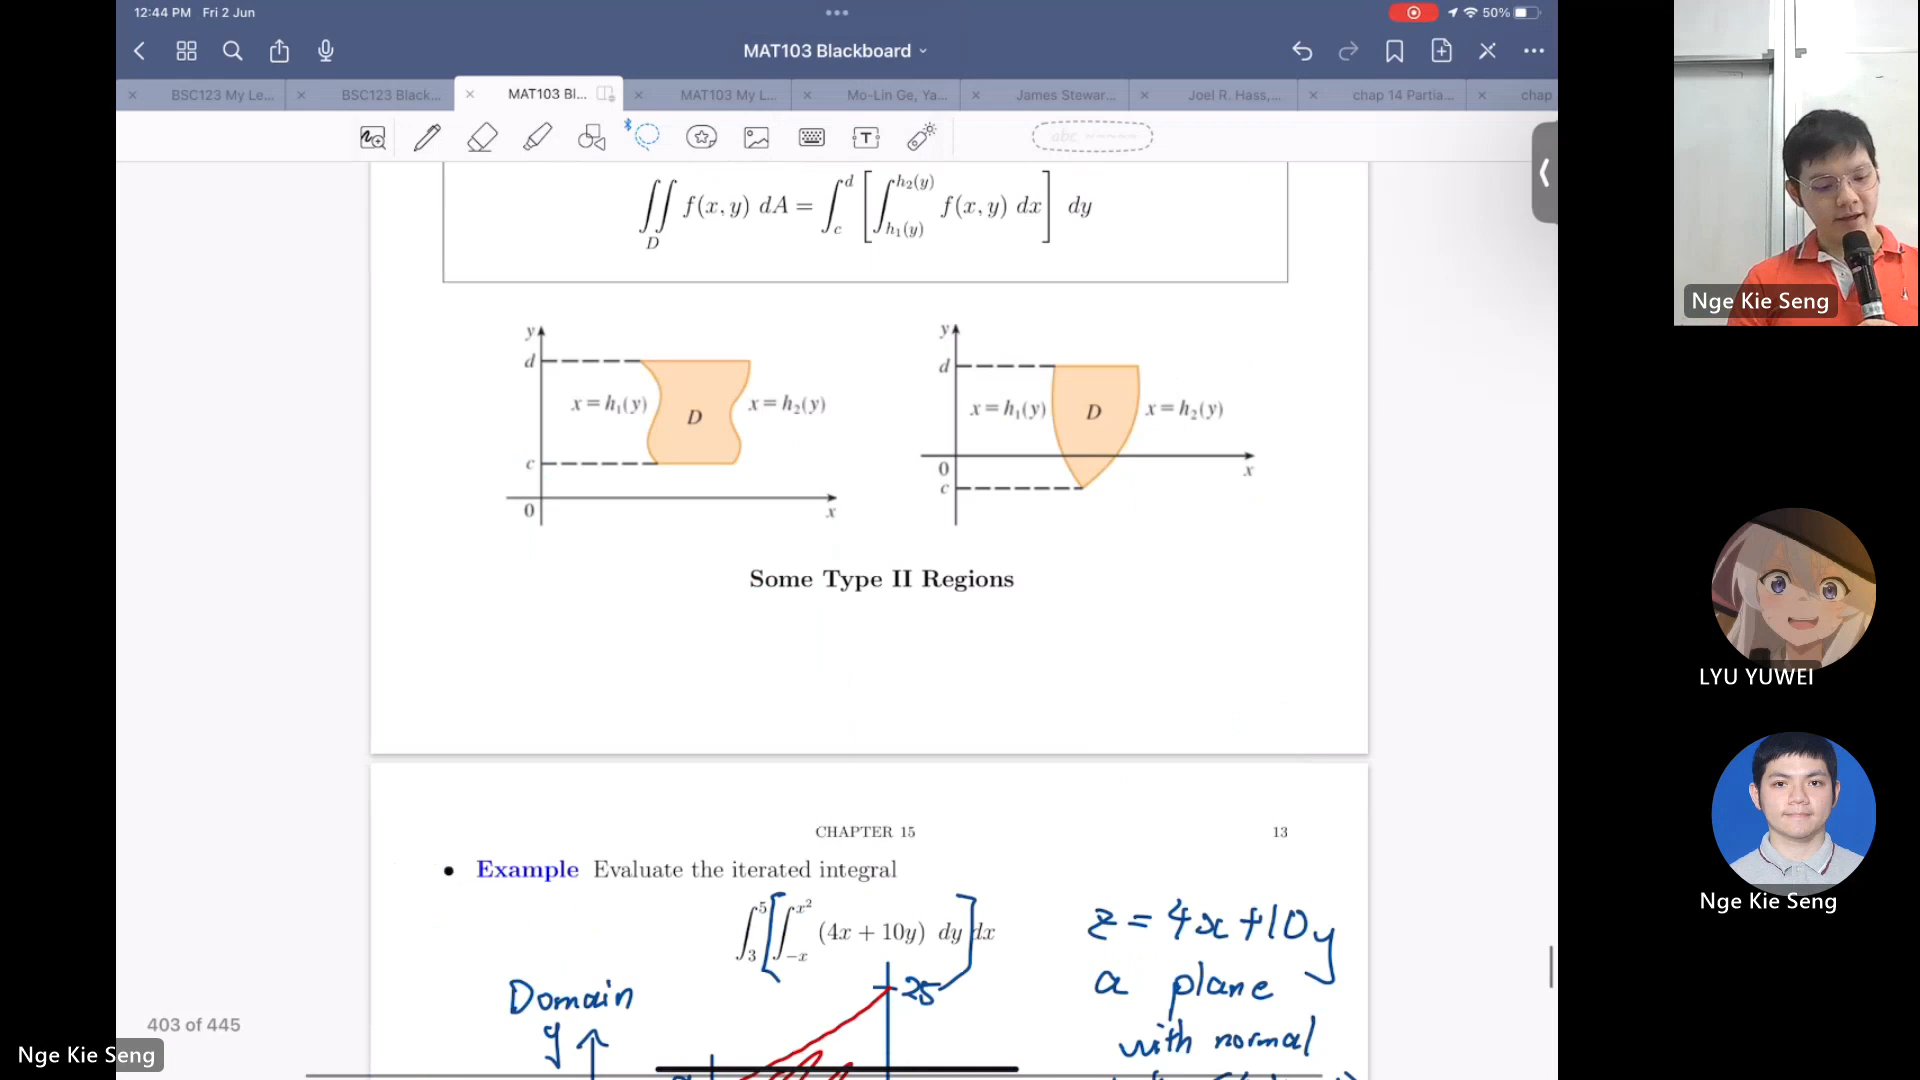 12:44 PM Fri 2 Jun
50%
MAT103 Blackboard
BSC123 My Le...
BSC123 Black...
MAT103 Bl...
MAT103 My L...
Mo-Lin Ge, Ya...
James Stewar...
Joel R. Hass,...
chap 14 Partia...
chap
abc
∬_D f(x, y) dA = ∫_c^d [∫_{h₁(y)}^{h₂(y)} f(x, y) dx] dy
y
d
x = h₁(y)
D
x = h₂(y)
c
0
x
y
d
x = h₁(y)
D
x = h₂(y)
0
x
c
Some Type II Regions
CHAPTER 15
13
• Example Evaluate the iterated integral
∫_3^5 [∫_{-x}^{x²} (4x + 10y) dy] dx
z = 4x + 10y
a plane
with normal
Domain
y
25
403 of 445
Nge Kie Seng
Nge Kie Seng
LYU YUWEI
Nge Kie Seng